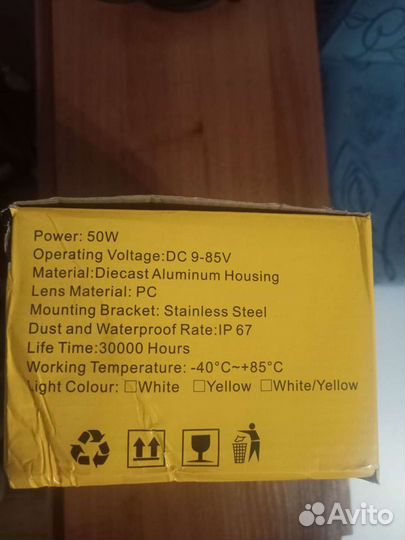 Power: 50W
Operating Voltage:DC 9-85V
Material:Diecast Aluminum Housing
Lens Material: PC
Mounting Bracket: Stainless Steel
Dust and Waterproof Rate:IP 67
Life Time:30000 Hours
Working Temperature: -40°C~+85°C
Light Colour: □White □Yellow □White/Yellow
Avito